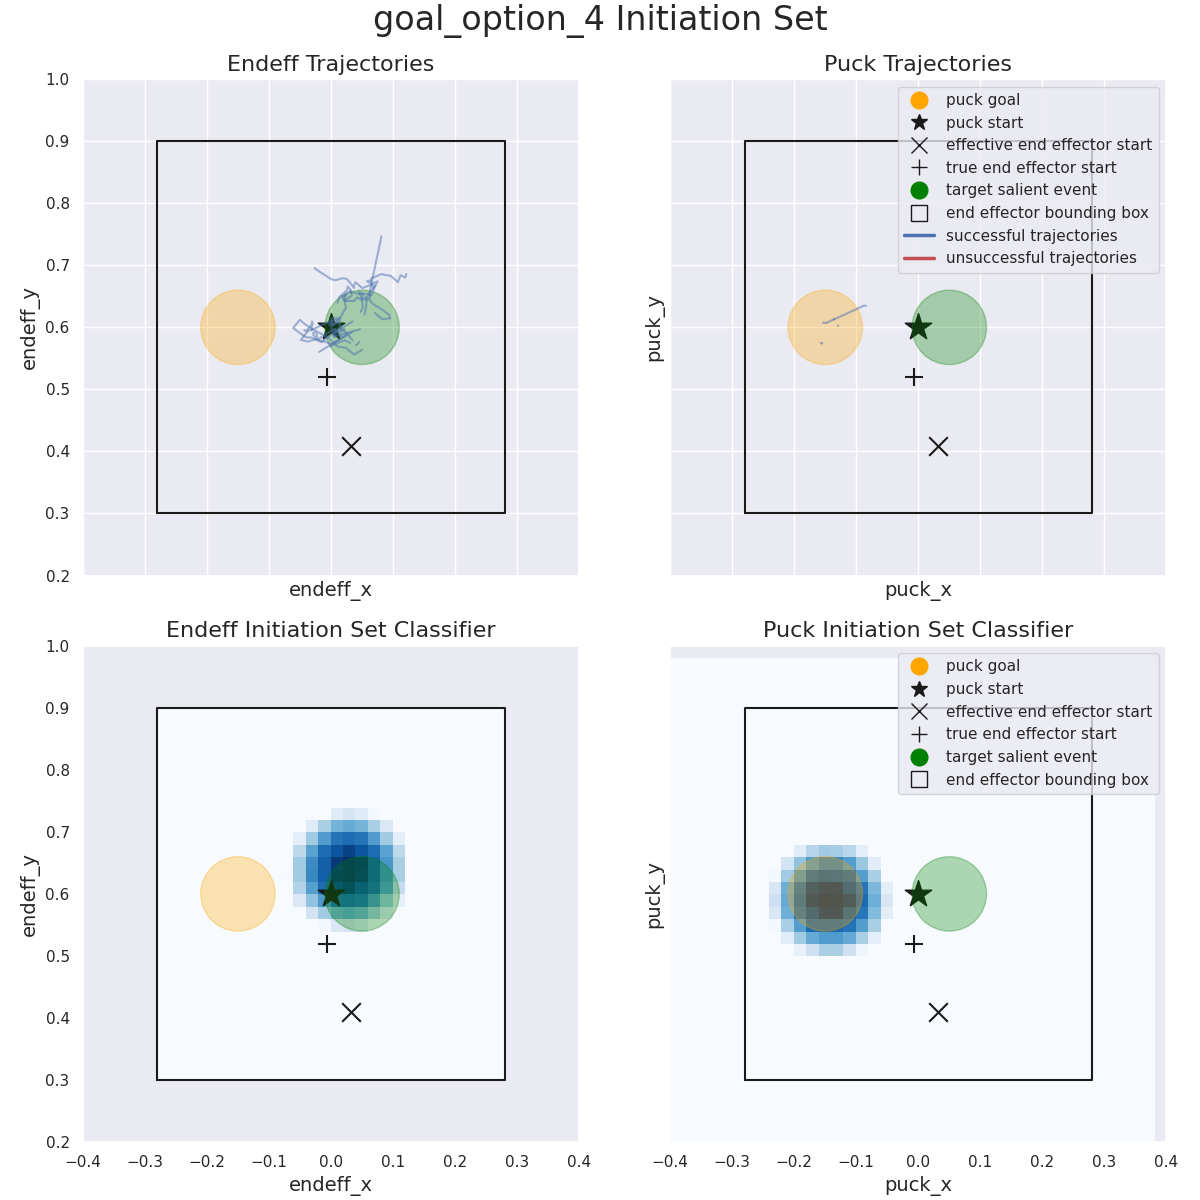 goal_option_4 Initiation Set
Endeff Trajectories
1.0
0.9
0.8
0.7
0.6
0.5
0.4
0.3
0.2
endeff_y
endeff_x
Puck Trajectories
puck goal
puck start
effective end effector start
true end effector start
target salient event
end effector bounding box
successful trajectories
unsuccessful trajectories
puck_y
puck_x
Endeff Initiation Set Classifier
1.0
0.9
0.8
0.7
0.6
0.5
0.4
0.3
0.2
endeff_y
−0.4 −0.3 −0.2 −0.1 0.0 0.1 0.2 0.3 0.4
endeff_x
Puck Initiation Set Classifier
puck goal
puck start
effective end effector start
true end effector start
target salient event
end effector bounding box
puck_y
−0.4 −0.3 −0.2 −0.1 0.0 0.1 0.2 0.3 0.4
puck_x